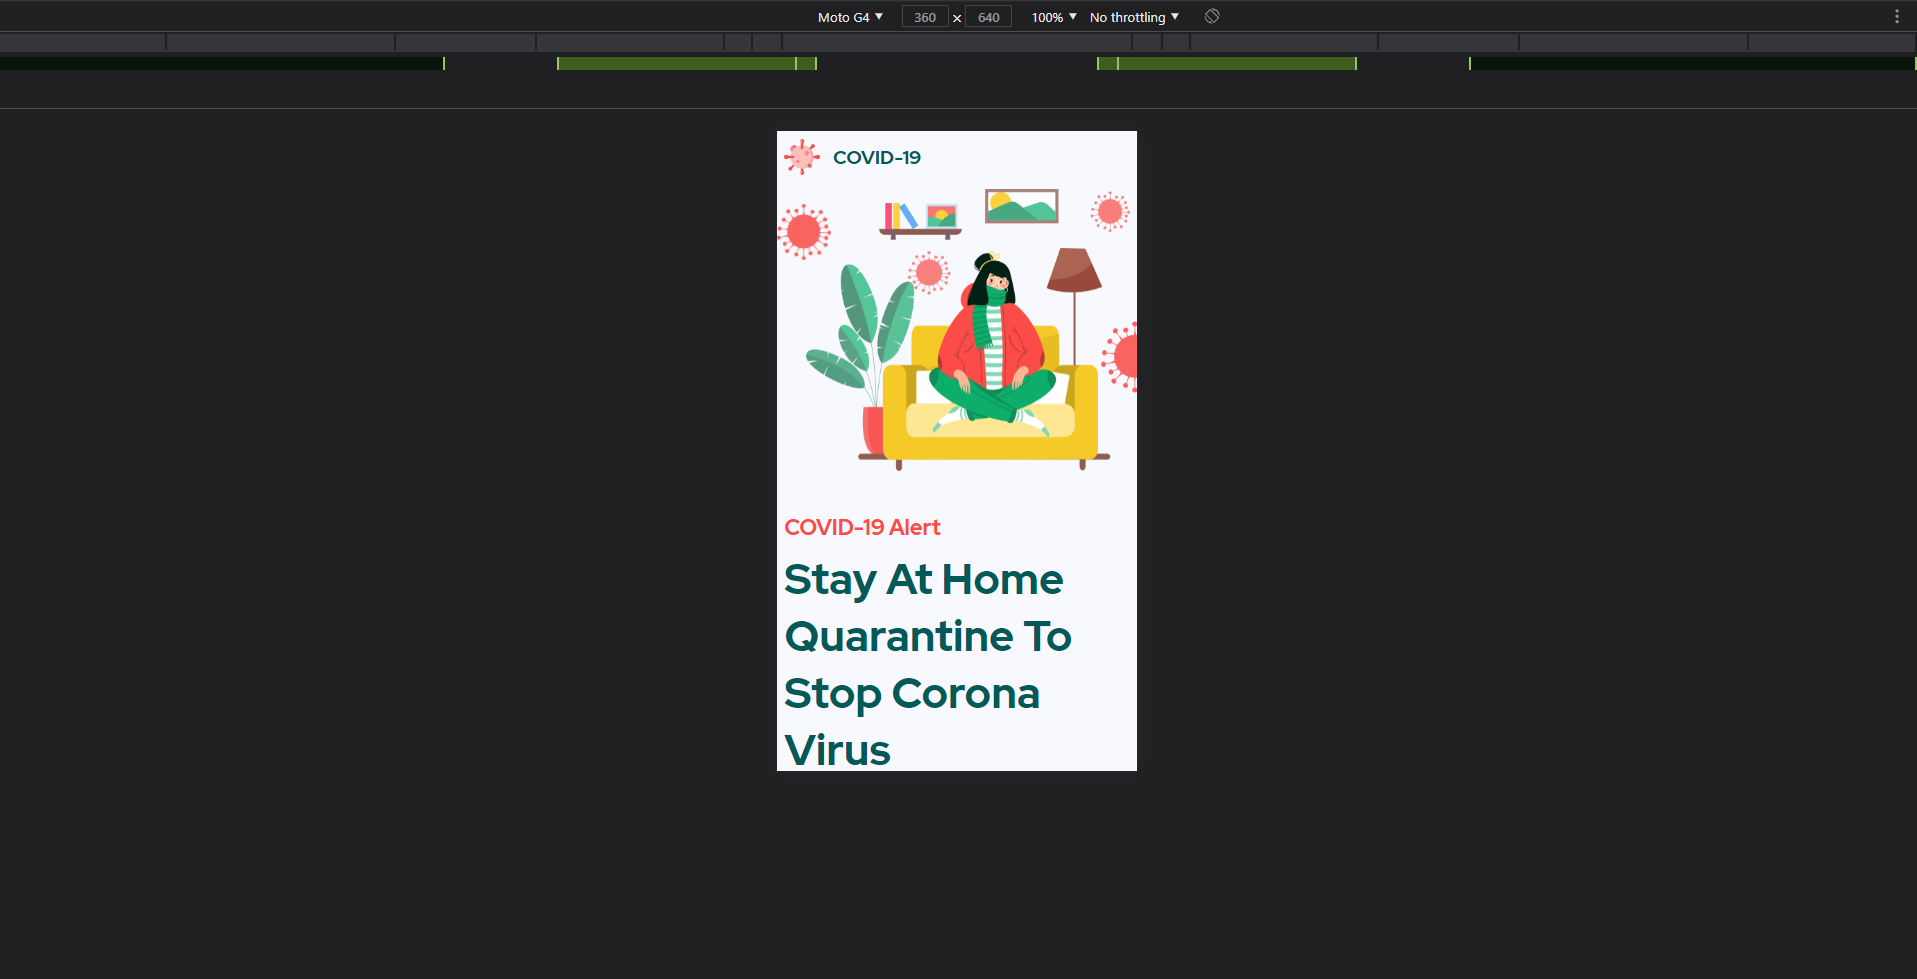 Moto G4 ▼ 360 × 640 100% ▼ No throttling ▼
COVID-19
COVID-19 Alert
Stay At Home
Quarantine To
Stop Corona
Virus